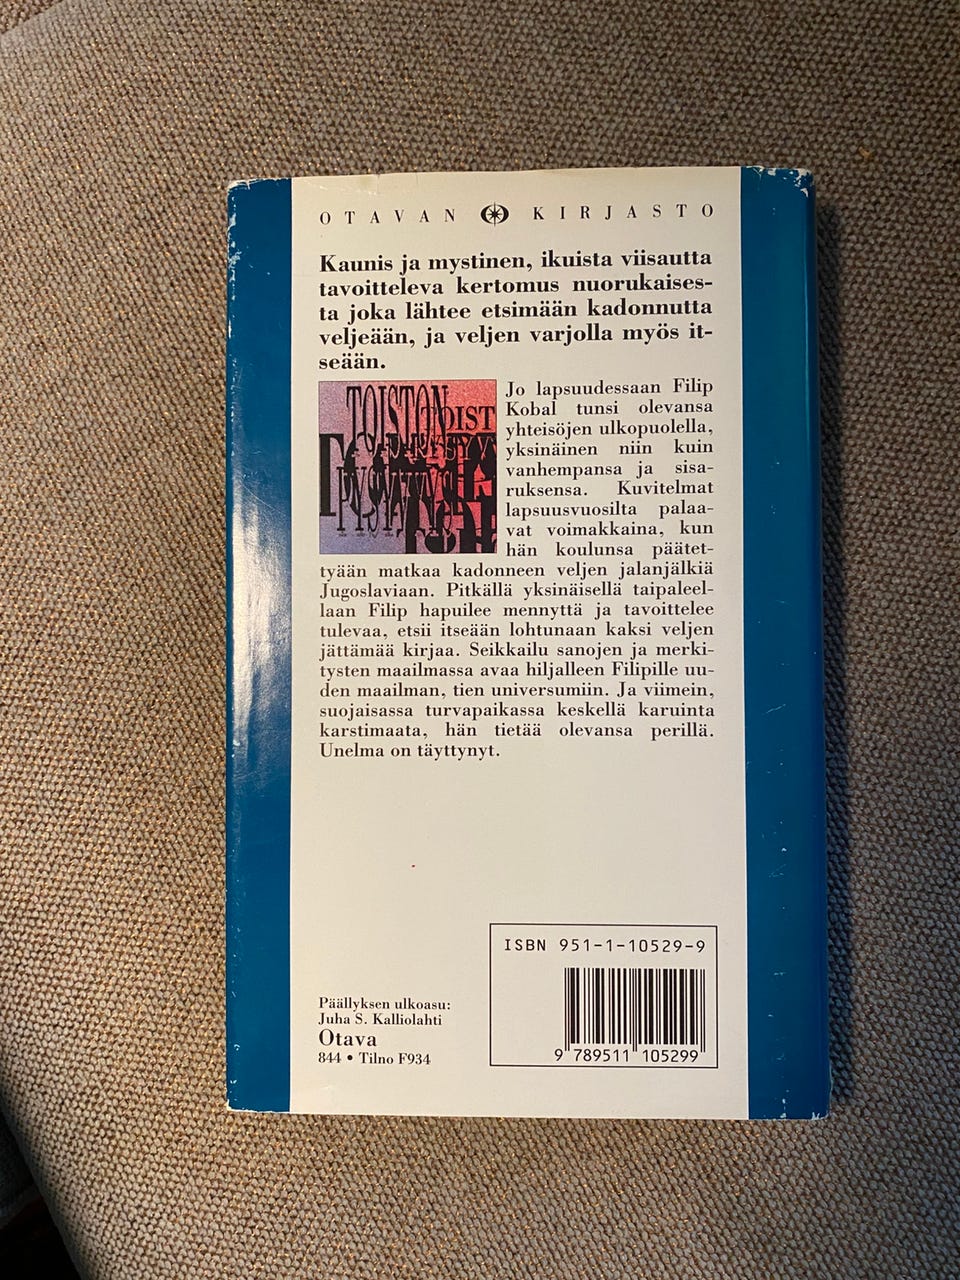 OTAVAN KIRJASTO
Kaunis ja mystinen, ikuista viisautta
tavoitteleva kertomus nuorukaises-
ta joka lähtee etsimään kadonnutta
veljeään, ja veljen varjolla myös it-
seään.
TOISTON
TOIST
Jo lapsuudessaan Filip
Kobal tunsi olevansa
yhteisöjen ulkopuolella,
yksinäinen niin kuin
vanhempansa ja sisa-
ruksensa. Kuvitelmat
lapsuusvuosilta palaa-
vat voimakkaina, kun
hän koulunsa päätet-
tyään matkaa kadonneen veljen jalanjälkiä
Jugoslaviaan. Pitkällä yksinäisellä taipaleel-
laan Filip hapuilee mennyttä ja tavoittelee
tulevaa, etsii itseään lohtunaan kaksi veljen
jättämää kirjaa. Seikkailu sanojen ja merki-
tysten maailmassa avaa hiljalleen Filipille uu-
den maailman, tien universumiin. Ja viimein,
suojaisassa turvapaikassa keskellä karuinta
karstimaata, hän tietää olevansa perillä.
Unelma on täyttynyt.
ISBN 951-1-10529-9
9 789511 105299
Päällyksen ulkoasu:
Juha S. Kalliolahti
Otava
844 • Tilno F934